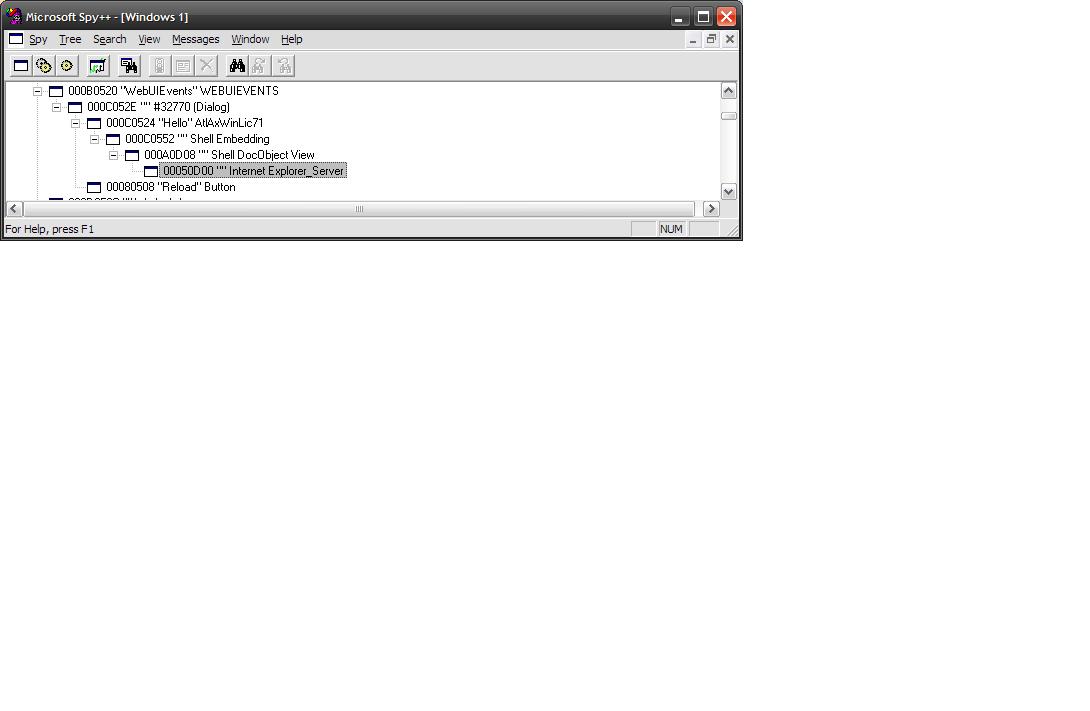 Microsoft Spy++ - [Windows 1]
Spy Tree Search View Messages Window Help
000B0520 "WebUIEvents" WEBUIEVENTS
000C052E "" #32770 (Dialog)
000C0524 "Hello" AtlAxWinLic71
000C0552 "" Shell Embedding
000A0D08 "" Shell DocObject View
00050D00 "" Internet Explorer_Server
00080508 "Reload" Button
For Help, press F1
NUM